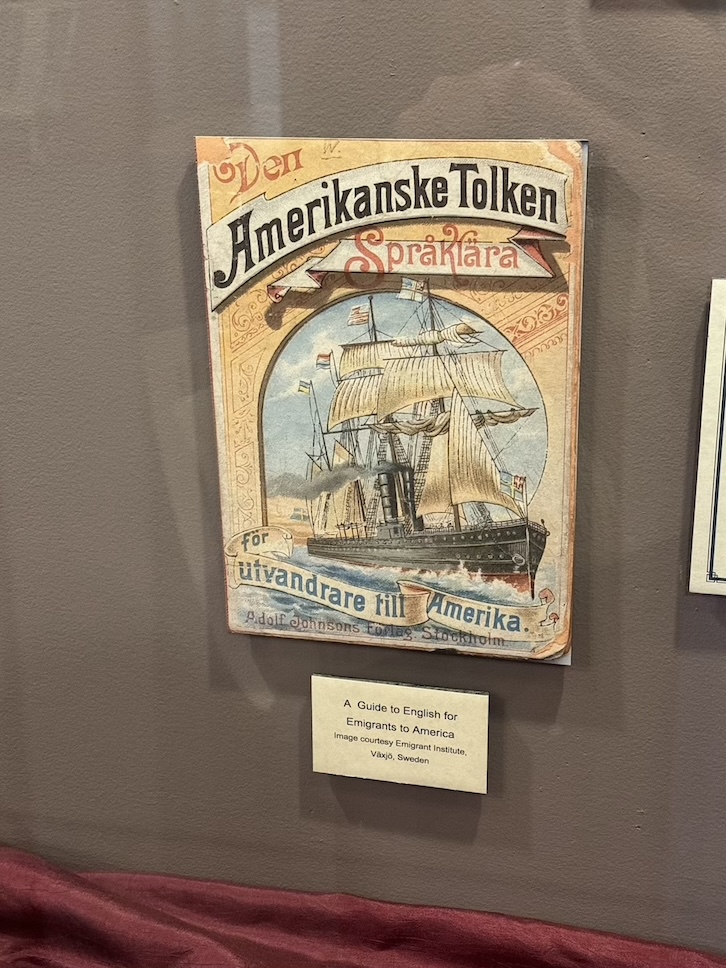 Den
Amerikanske Tolken
Språklära
för
utvandrare till Amerika.
Adolf Johnsons Förlag, Stockholm.
A Guide to English for
Emigrants to America
Image courtesy Emigrant Institute,
Växjö, Sweden